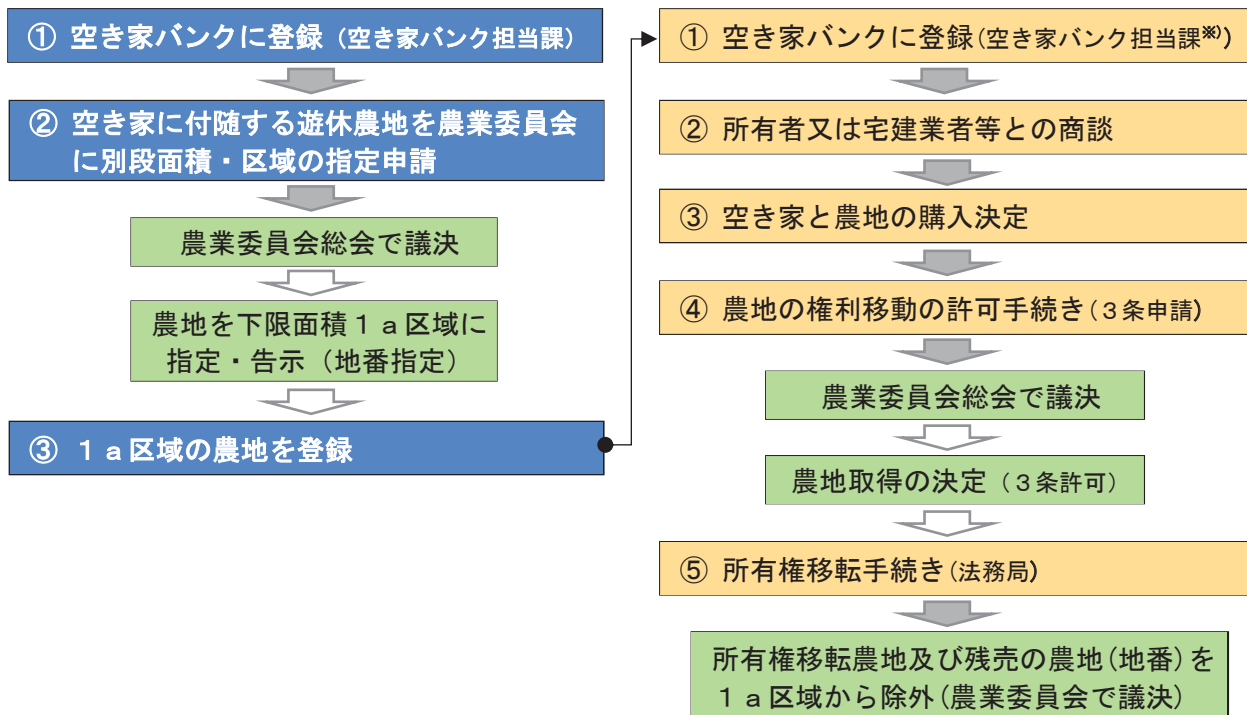 ① 空き家バンクに登録（空き家バンク担当課）
② 空き家に付随する遊休農地を農業委員会
に別段面積・区域の指定申請
農業委員会総会で議決
農地を下限面積１ａ区域に
指定・告示（地番指定）
③ １ａ区域の農地を登録
① 空き家バンクに登録(空き家バンク担当課※))
② 所有者又は宅建業者等との商談
③ 空き家と農地の購入決定
④ 農地の権利移動の許可手続き(３条申請)
農業委員会総会で議決
農地取得の決定（３条許可）
⑤ 所有権移転手続き(法務局)
所有権移転農地及び残売の農地(地番)を
１ａ区域から除外(農業委員会で議決)